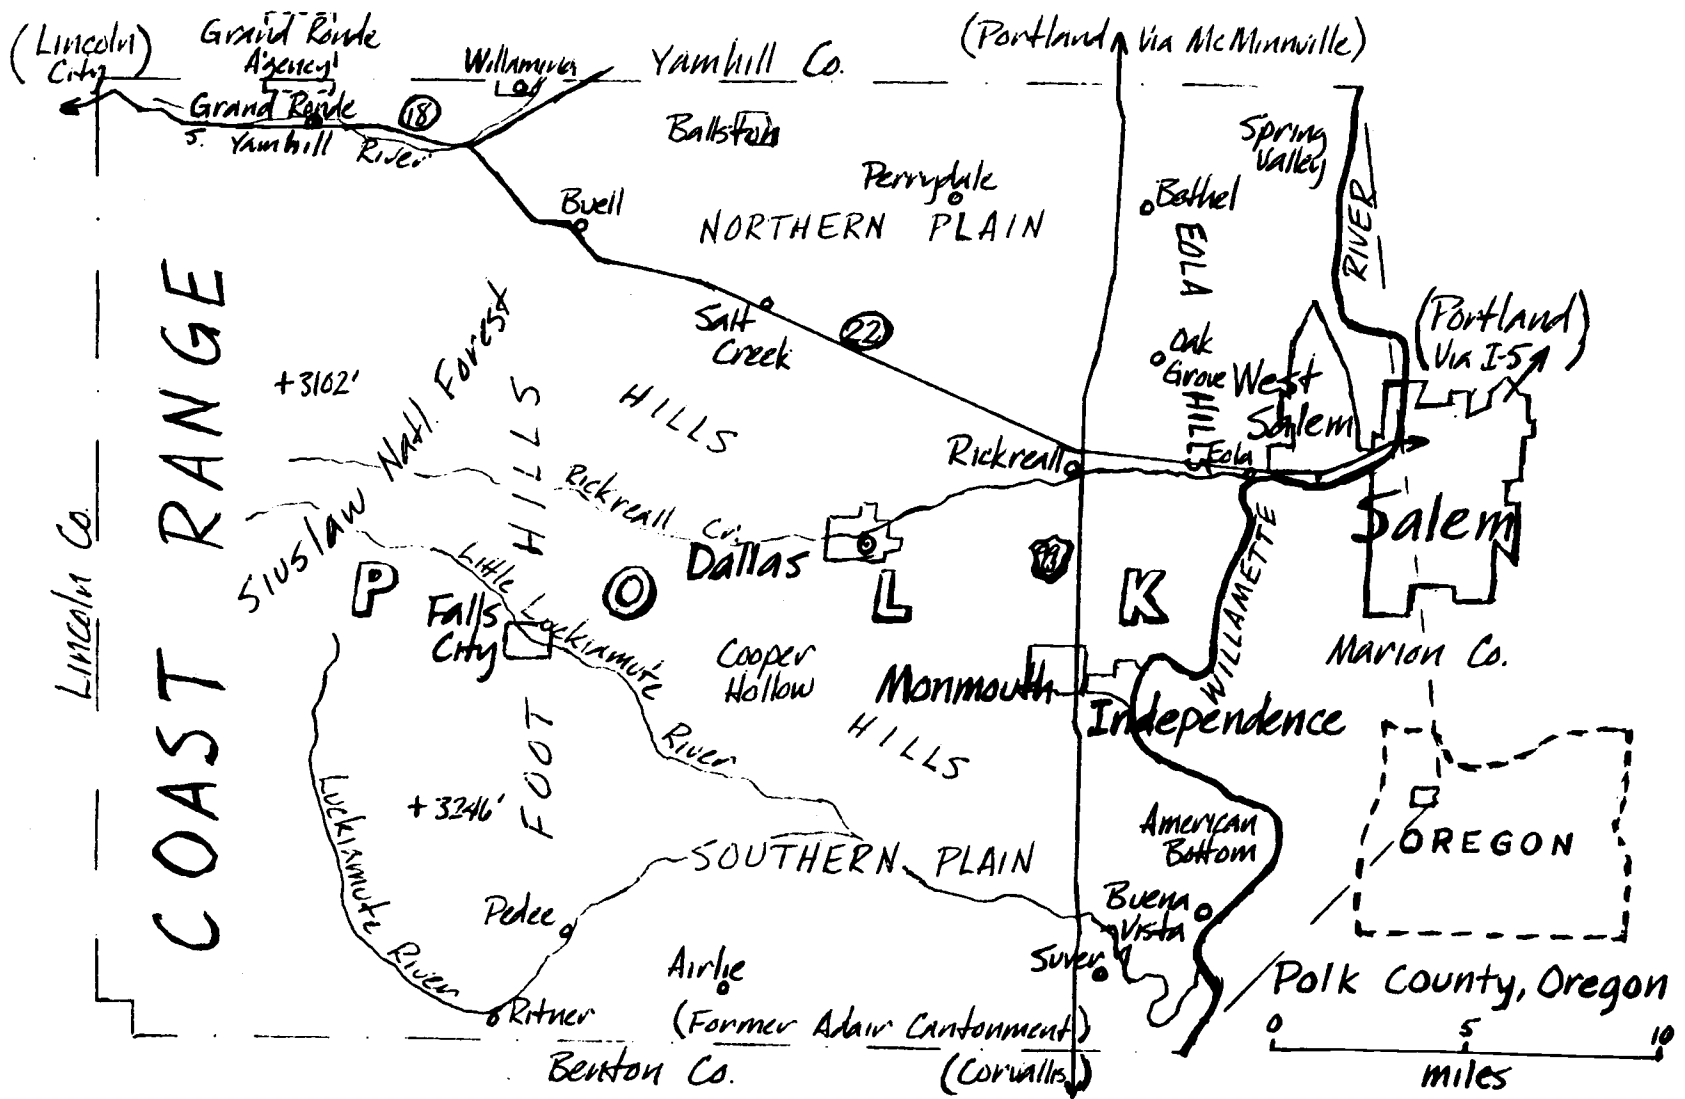 (Lincoln)
City
Grand Ronde
Agency
Willamina
Yamhill Co.
(Portland Via McMinnville)
Grand Ronde
18
S. Yamhill River
Ballston
Spring
Valley
Perrydale
Bethel
Buell
NORTHERN PLAIN
EOLA
HILLS
RIVER
Salt
Creek
22
Oak
Grove
West
Salem
(Portland)
(Via I-5)
+3102'
Siuslaw Natl. Forest
HILLS
COAST RANGE
Rickreall
Eola
Rickreall Cr.
Salem
Lincoln Co.
Dallas
99
WILLAMETTE
P O L K
Little Luckiamute River
Falls
City
FOOT HILLS
Cooper
Hollow
Monmouth
Independence
Marion Co.
HILLS
+3246'
Luckiamute River
American
Bottom
OREGON
SOUTHERN PLAIN
Pedee
Buena
Vista
Airlie
Suver
Polk County, Oregon
Ritner
(Former Adair Cantonment)
0 5 10
miles
Benton Co.
(Corvallis)